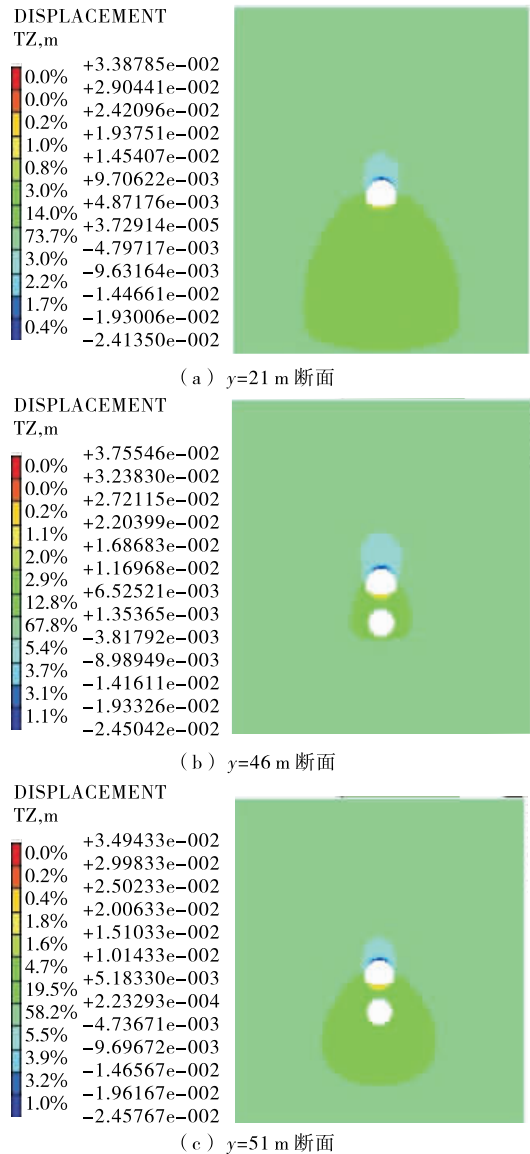 DISPLACEMENT
TZ,m
+3.38785e-002
0.0%
+2.90441e-002
0.0%
+2.42096e-002
0.2%
+1.93751e-002
1.0%
+1.45407e-002
0.8%
+9.70622e-003
3.0%
+4.87176e-003
14.0%
+3.72914e-005
73.7%
-4.79717e-003
3.0%
-9.63164e-003
2.2%
-1.44661e-002
1.7%
-1.93006e-002
0.4%
-2.41350e-002
（a）y=21 m 断面
DISPLACEMENT
TZ,m
+3.75546e-002
0.0%
+3.23830e-002
0.0%
+2.72115e-002
0.2%
+2.20399e-002
1.1%
+1.68683e-002
2.0%
+1.16968e-002
2.9%
+6.52521e-003
12.8%
+1.35365e-003
67.8%
-3.81792e-003
5.4%
-8.98949e-003
3.7%
-1.41611e-002
3.1%
-1.93326e-002
1.1%
-2.45042e-002
（b）y=46 m 断面
DISPLACEMENT
TZ,m
+3.49433e-002
0.0%
+2.99833e-002
0.2%
+2.50233e-002
0.4%
+2.00633e-002
1.8%
+1.51033e-002
1.6%
+1.01433e-002
4.7%
+5.18330e-003
19.5%
+2.23293e-004
58.2%
-4.73671e-003
5.5%
-9.69672e-003
3.9%
-1.46567e-002
3.2%
-1.96167e-002
1.0%
-2.45767e-002
（c）y=51 m 断面